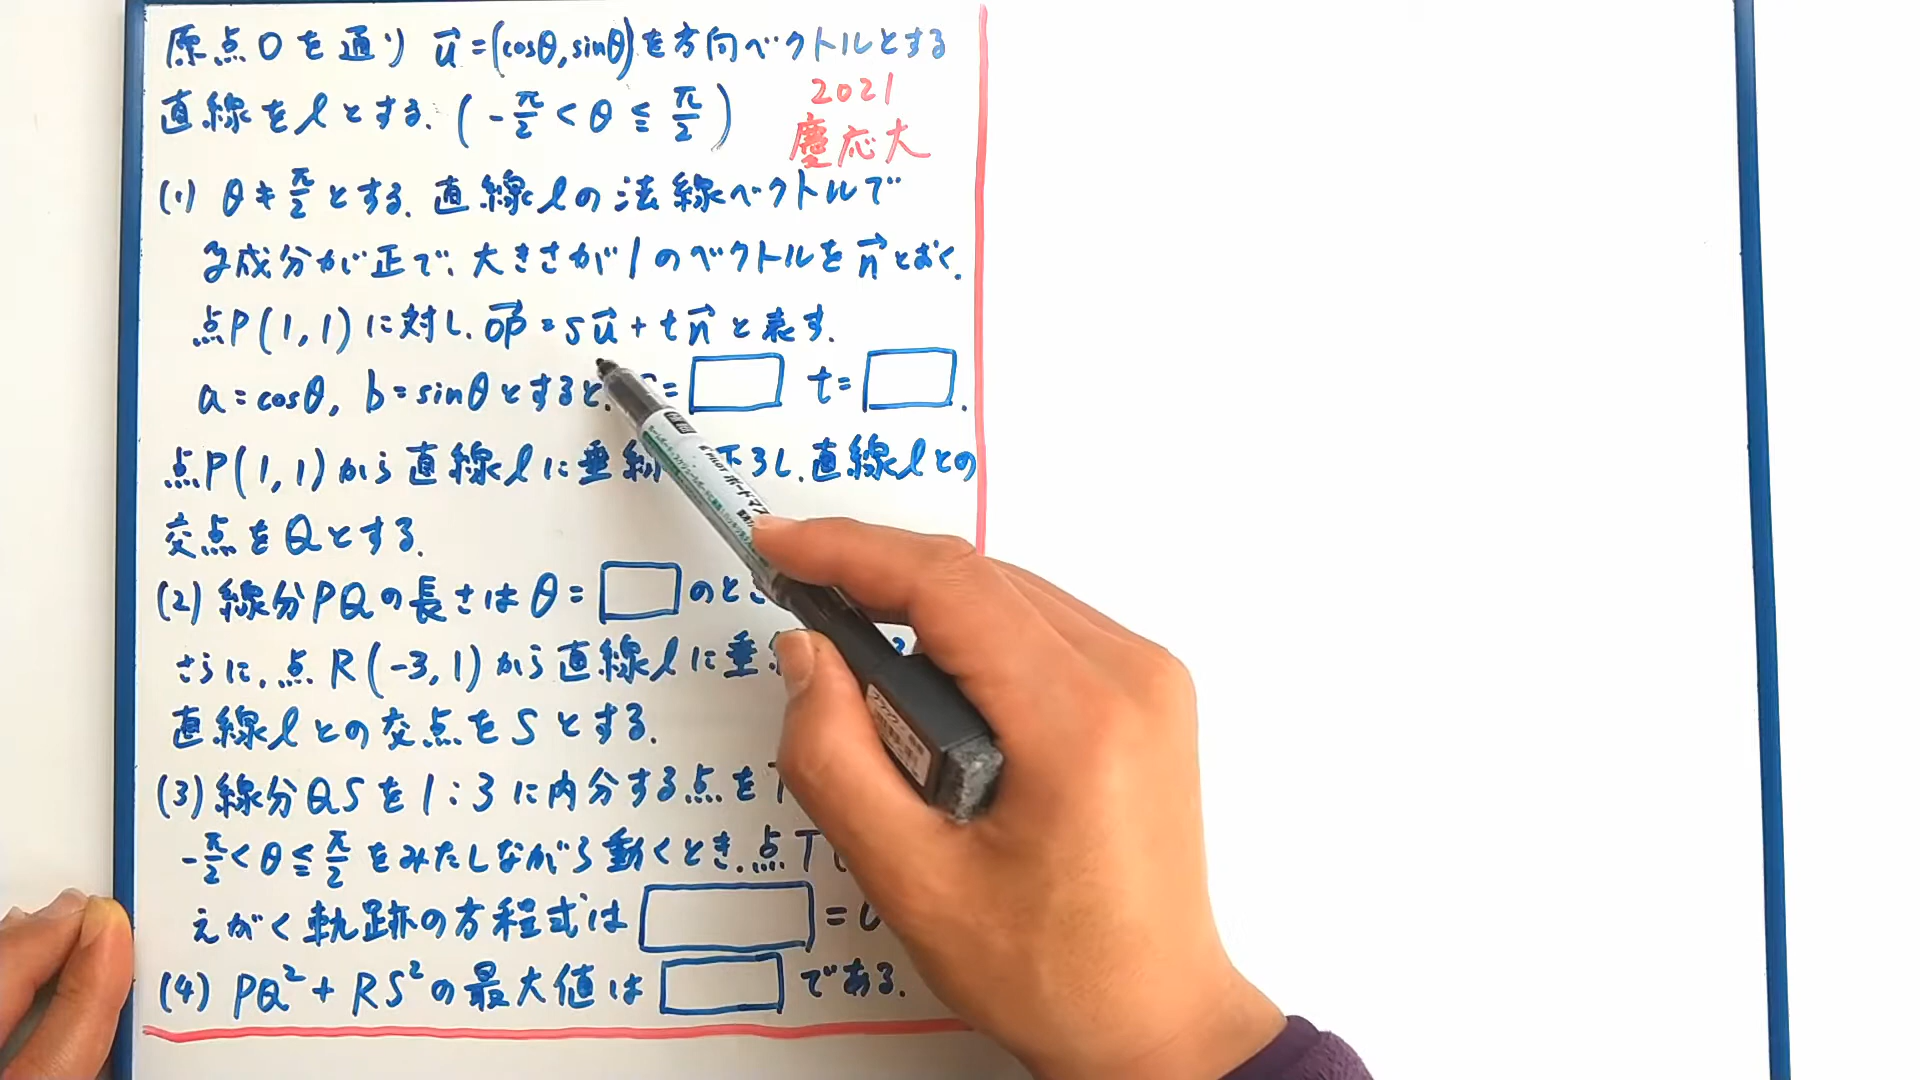 原点Oを通り u⃗=(cosθ,sinθ)を方向ベクトルとする
直線をlとする. (-π/2<θ≦π/2)
2021
慶応大
(1) θ≠π/2とする. 直線lの法線ベクトルで
y成分が正で, 大きさが1のベクトルをn⃗とおく.
点P(1,1)に対し. OP⃗=su⃗+tn⃗と表す.
a=cosθ, b=sinθとすると. = t= .
点P(1,1)から直線lに垂線 下ろし. 直線lとの
交点をQとする.
(2) 線分PQの長さはθ= のとき
さらに. 点R(-3,1)から直線lに垂
直線lとの交点をSとする.
(3) 線分QSを1:3に内分する点をT
-π/2<θ≦π/2をみたしながら動くとき. 点T
えがく軌跡の方程式は =0
(4) PQ²+RS²の最大値は である.
PILOT ボードマス